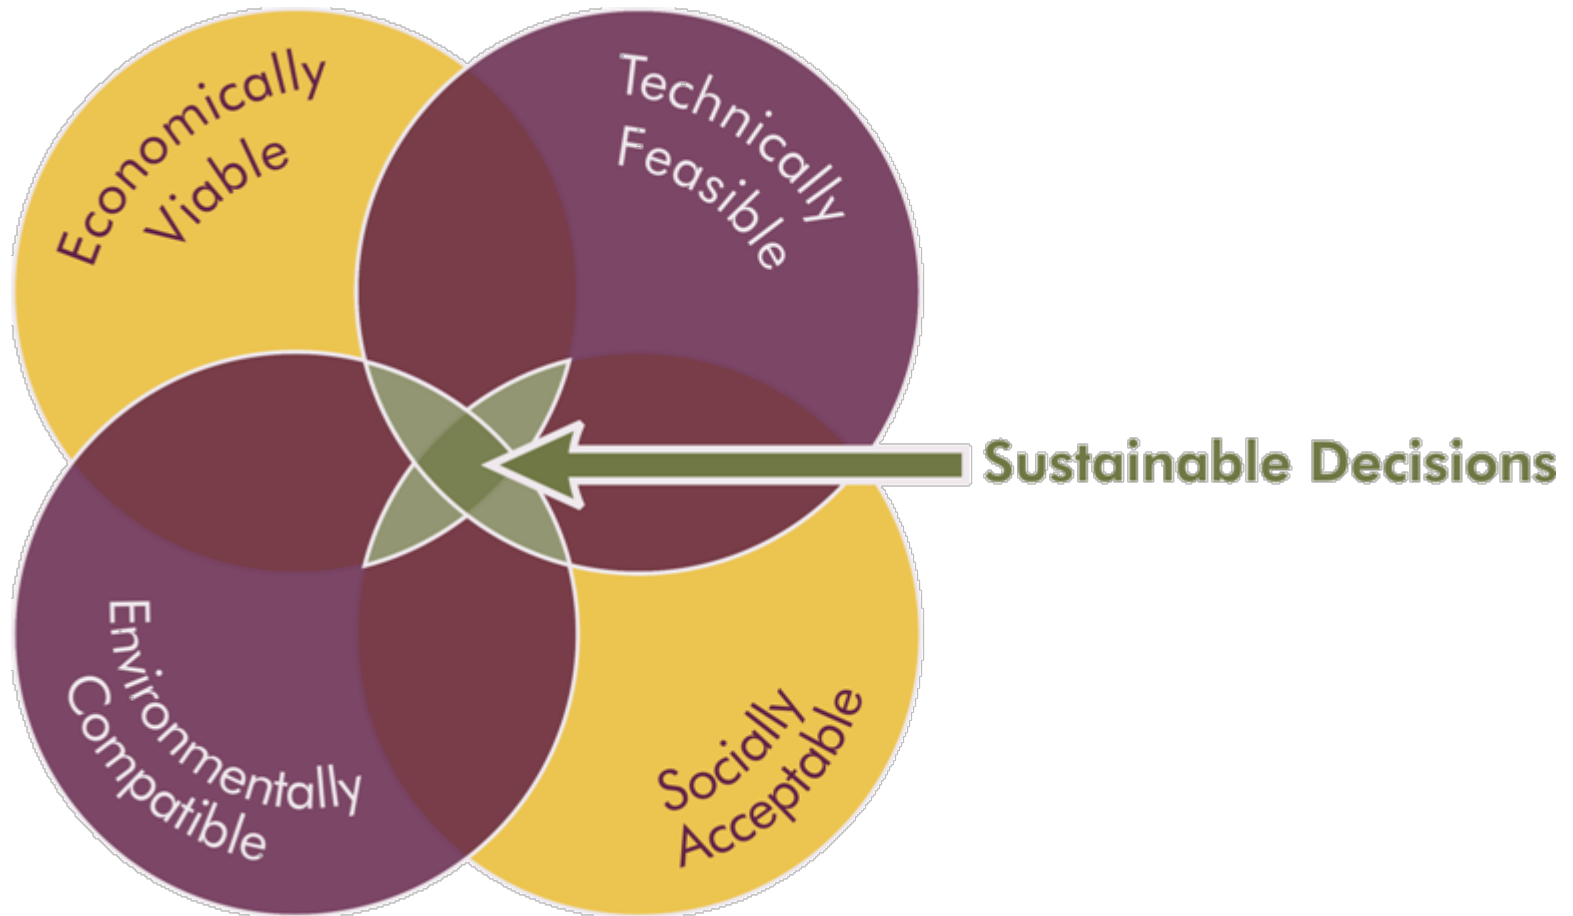 Economically
Viable
Technically
Feasible
Sustainable Decisions
Environmentally
Compatible
Socially
Acceptable